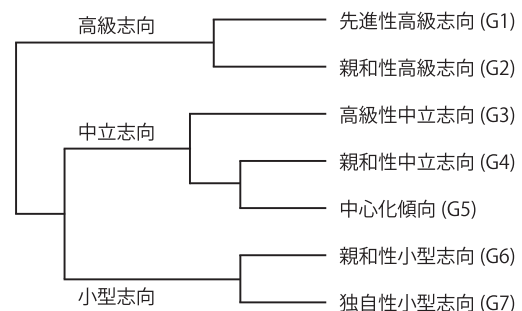 高級志向
先進性高級志向 (G1)
親和性高級志向 (G2)
高級性中立志向 (G3)
中立志向
親和性中立志向 (G4)
中心化傾向 (G5)
親和性小型志向 (G6)
小型志向
独自性小型志向 (G7)